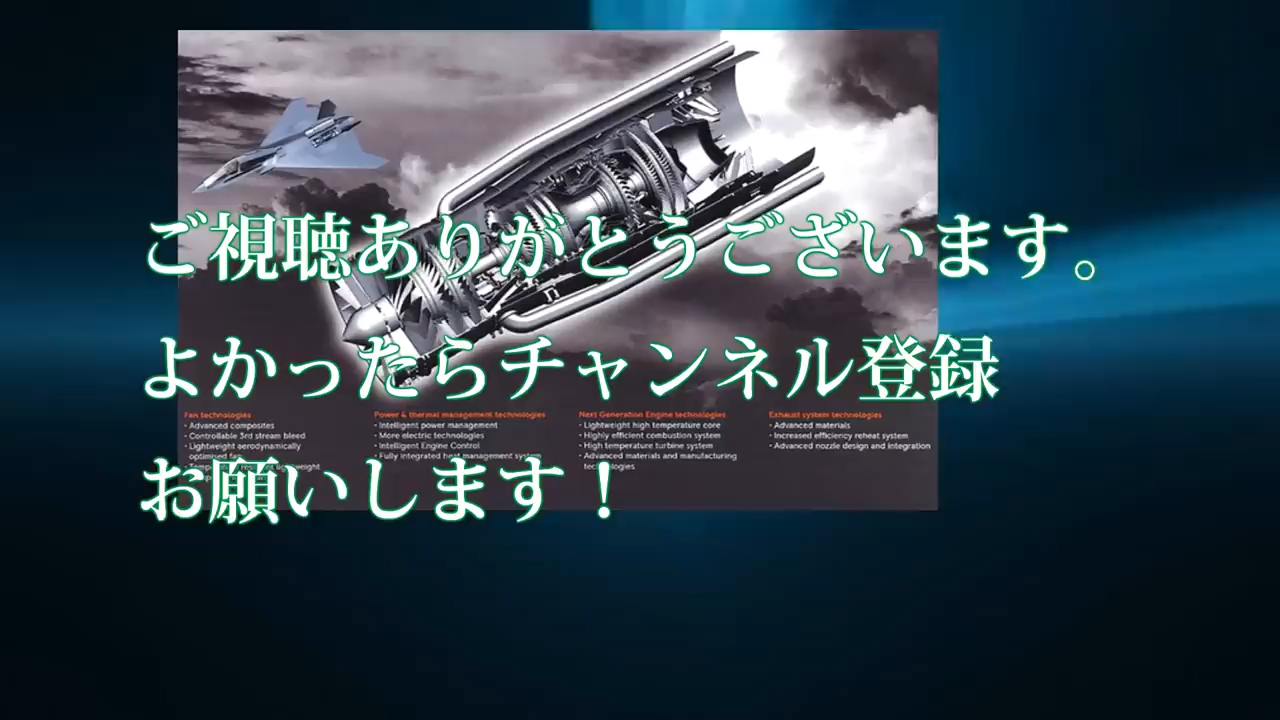 ご視聴ありがとうございます。
よかったらチャンネル登録
お願いします！
Fan technologies
• Advanced composites
• Controllable 3rd stream bleed
• Lightweight aerodynamically
optimised fan
Power & thermal management technologies
• Intelligent power management
• More electric technologies
• Intelligent Engine Control
• Fully integrated heat management system
Next Generation Engine technologies
• Lightweight high temperature core
• Highly efficient combustion system
• High temperature turbine system
• Advanced materials and manufacturing
technologies
Exhaust system technologies
• Advanced materials
• Increased efficiency reheat system
• Advanced nozzle design and integration